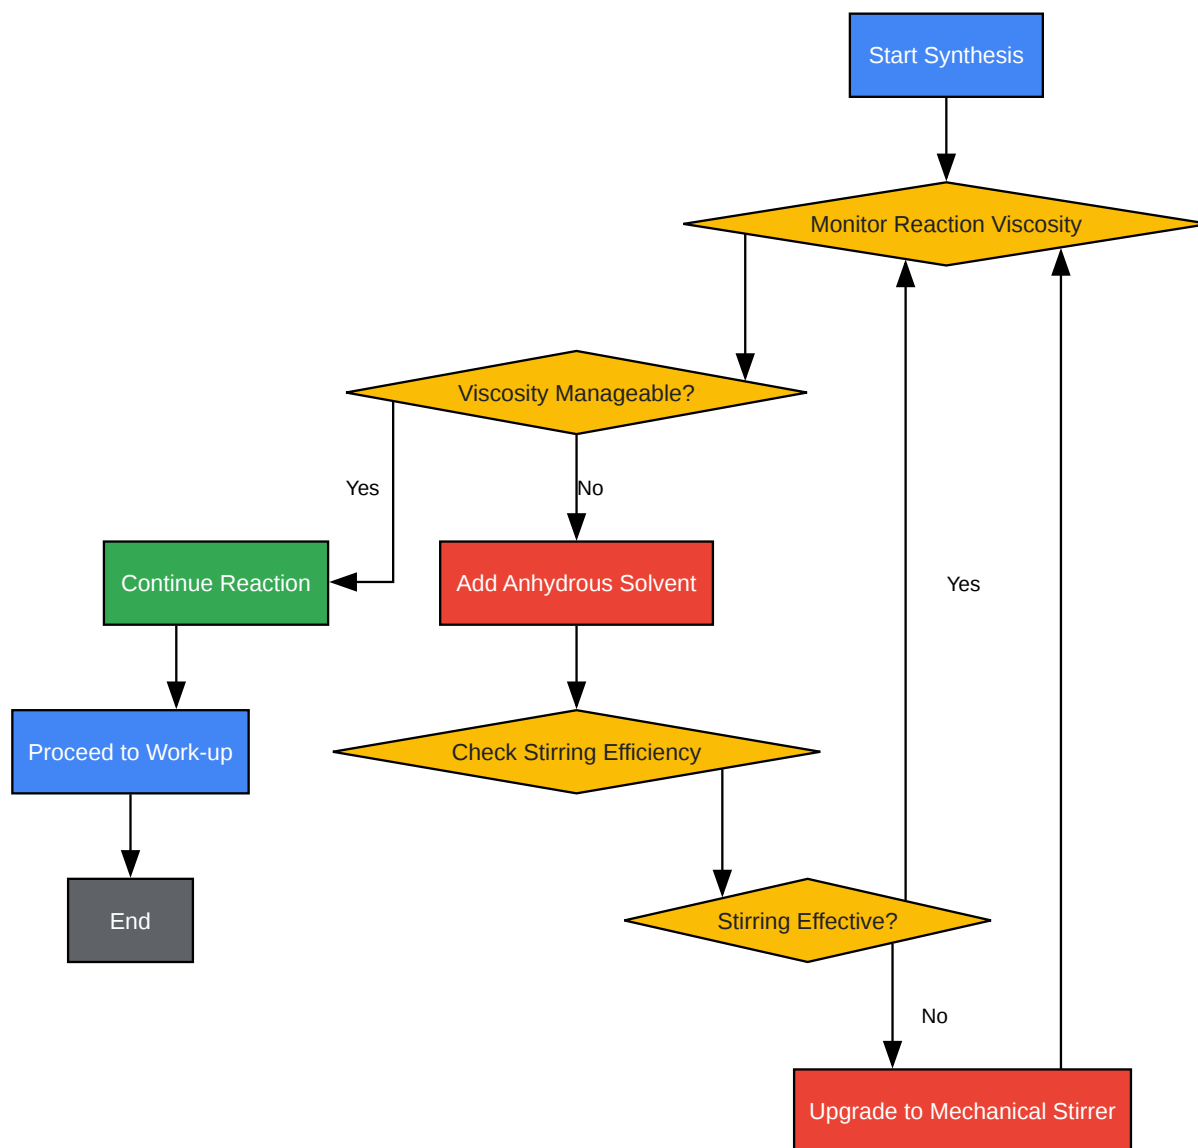 Start Synthesis
Monitor Reaction Viscosity
Viscosity Manageable?
Yes
No
Continue Reaction
Add Anhydrous Solvent
Yes
Proceed to Work-up
Check Stirring Efficiency
End
Stirring Effective?
No
Upgrade to Mechanical Stirrer